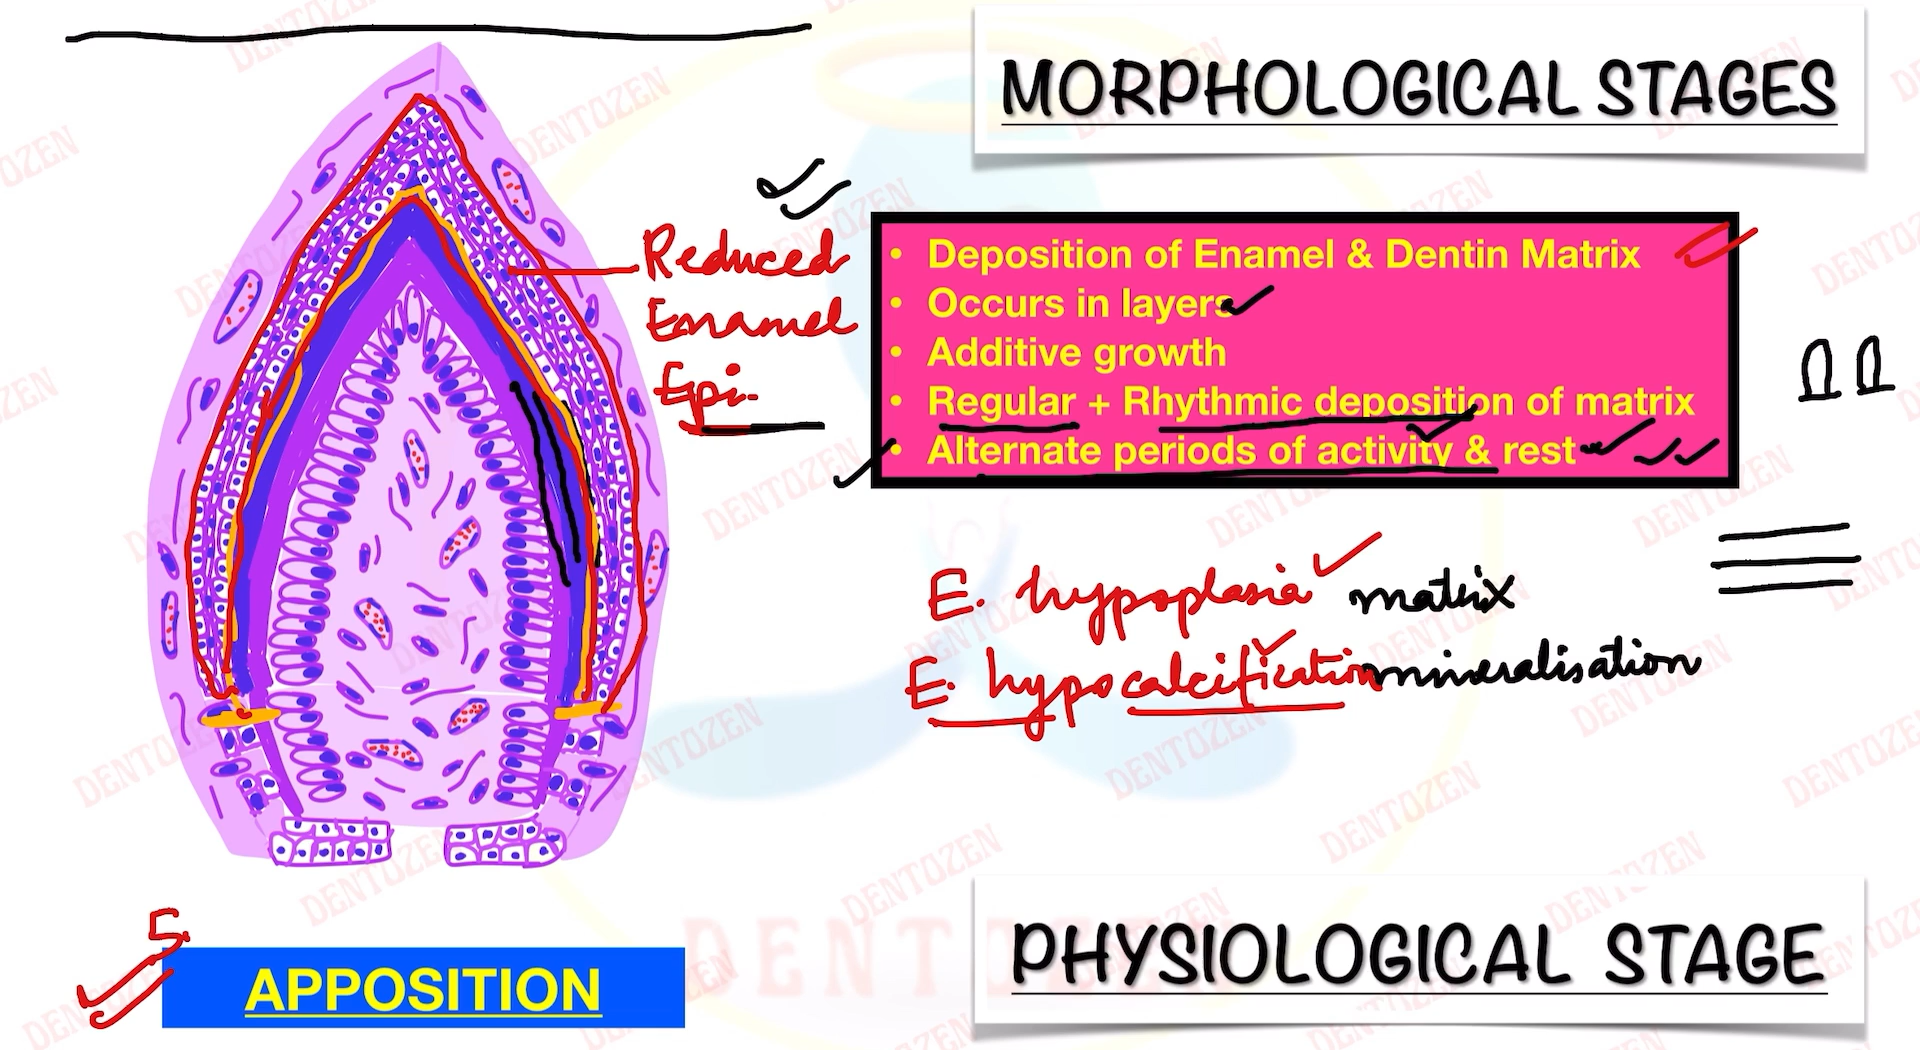 MORPHOLOGICAL STAGES
Reduced
Enamel
Epi.
• Deposition of Enamel & Dentin Matrix
• Occurs in layers
• Additive growth
• Regular + Rhythmic deposition of matrix
• Alternate periods of activity & rest
E. hypoplasia matrix
E. hypocalcification mineralisation
5.
APPOSITION
PHYSIOLOGICAL STAGE
DENTOZEN